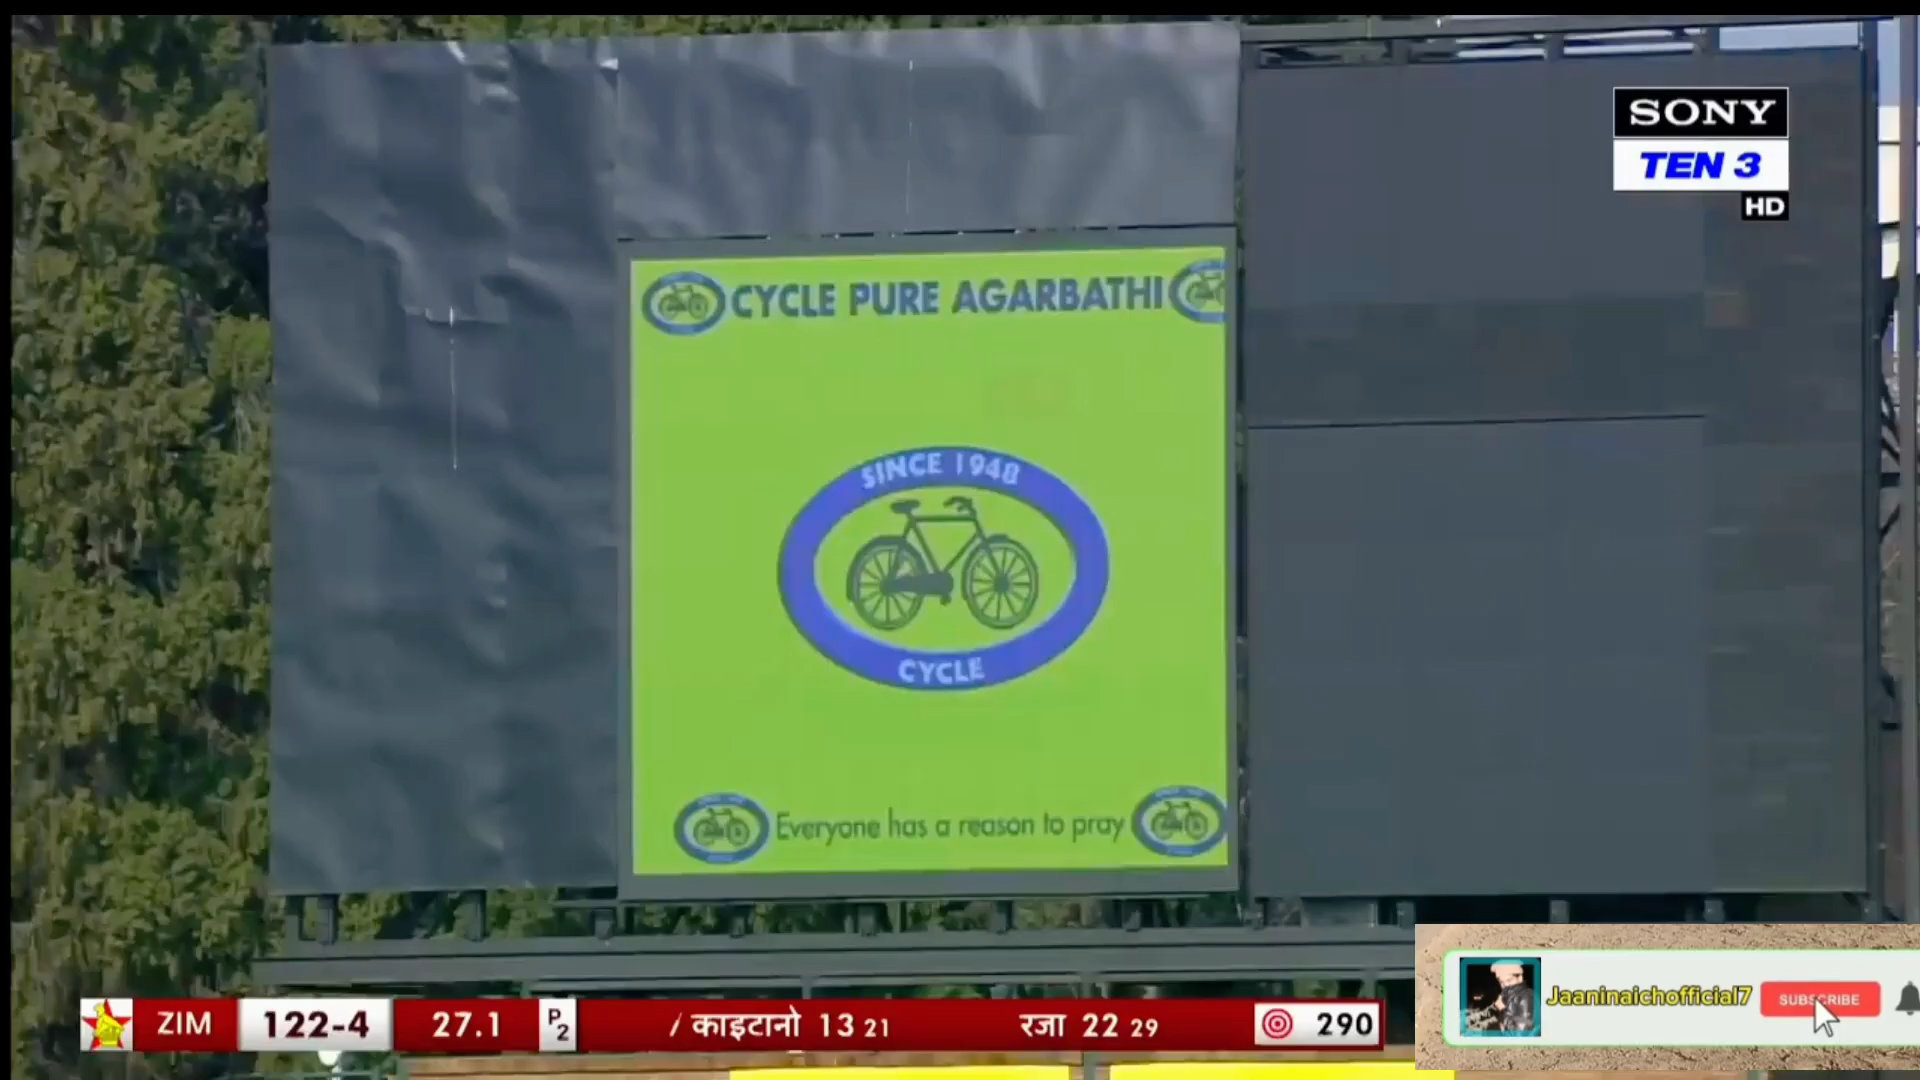 SONY
TEN 3
HD
CYCLE PURE AGARBATHI
SINCE 1948
CYCLE
Everyone has a reason to pray
ZIM 122-4 27.1 P2 / काइटानो 13 21 रजा 22 29 290
Jaaninaichofficial7 SUBSCRIBE